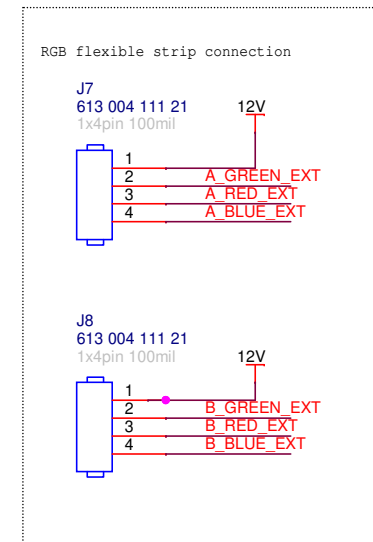 RGB flexible strip connection
J7
613 004 111 21
1x4pin 100mil
12V
1
2 A_GREEN_EXT
3 A_RED_EXT
4 A_BLUE_EXT
J8
613 004 111 21
1x4pin 100mil
12V
1
2 B_GREEN_EXT
3 B_RED_EXT
4 B_BLUE_EXT